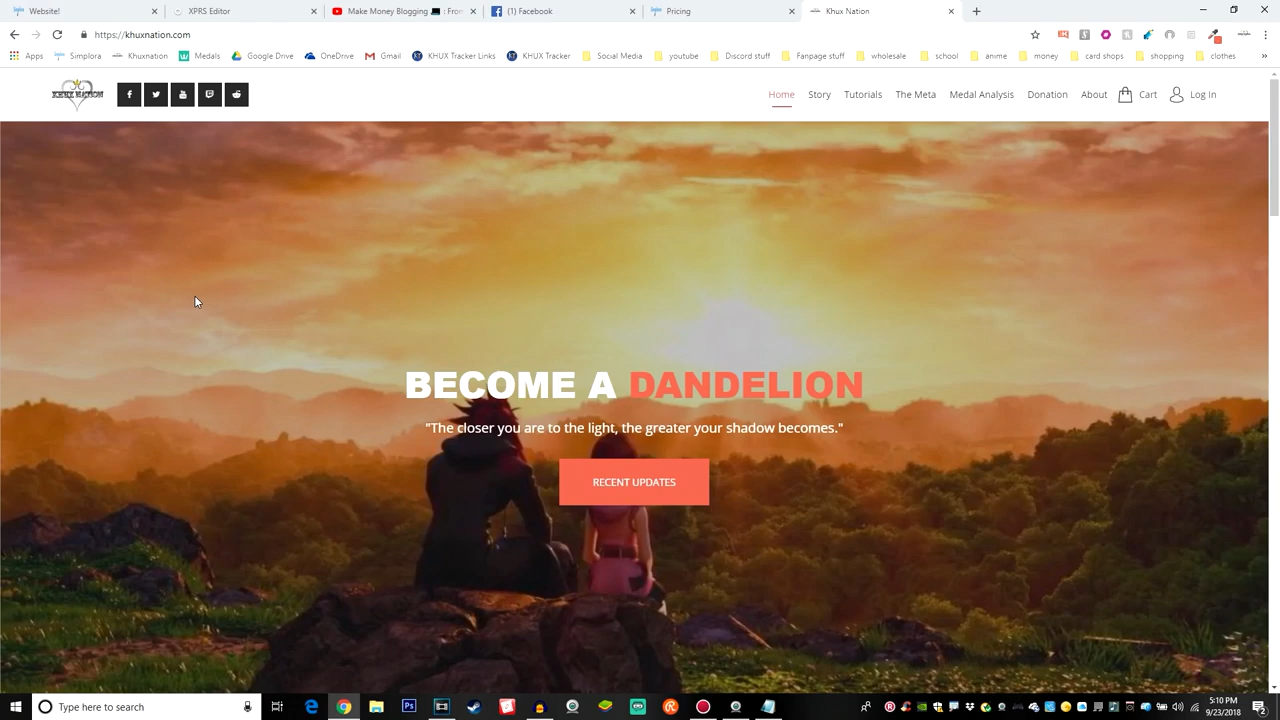 Website!
XPRS Editor
Make Money Blogging 💻 : From
(1) Facebook
Pricing
Khux Nation
https://khuxnation.com
Apps
Simplora
Khuxnation
Medals
Google Drive
OneDrive
Gmail
KHUX Tracker Links
KHUX Tracker
Social Media
youtube
Discord stuff
Fanpage stuff
wholesale
school
anime
money
card shops
shopping
clothes
»
KHUX NATION
Home
Story
Tutorials
The Meta
Medal Analysis
Donation
About
Cart
Log In
BECOME A DANDELION
"The closer you are to the light, the greater your shadow becomes."
RECENT UPDATES
Type here to search
5:10 PM
9/23/2018